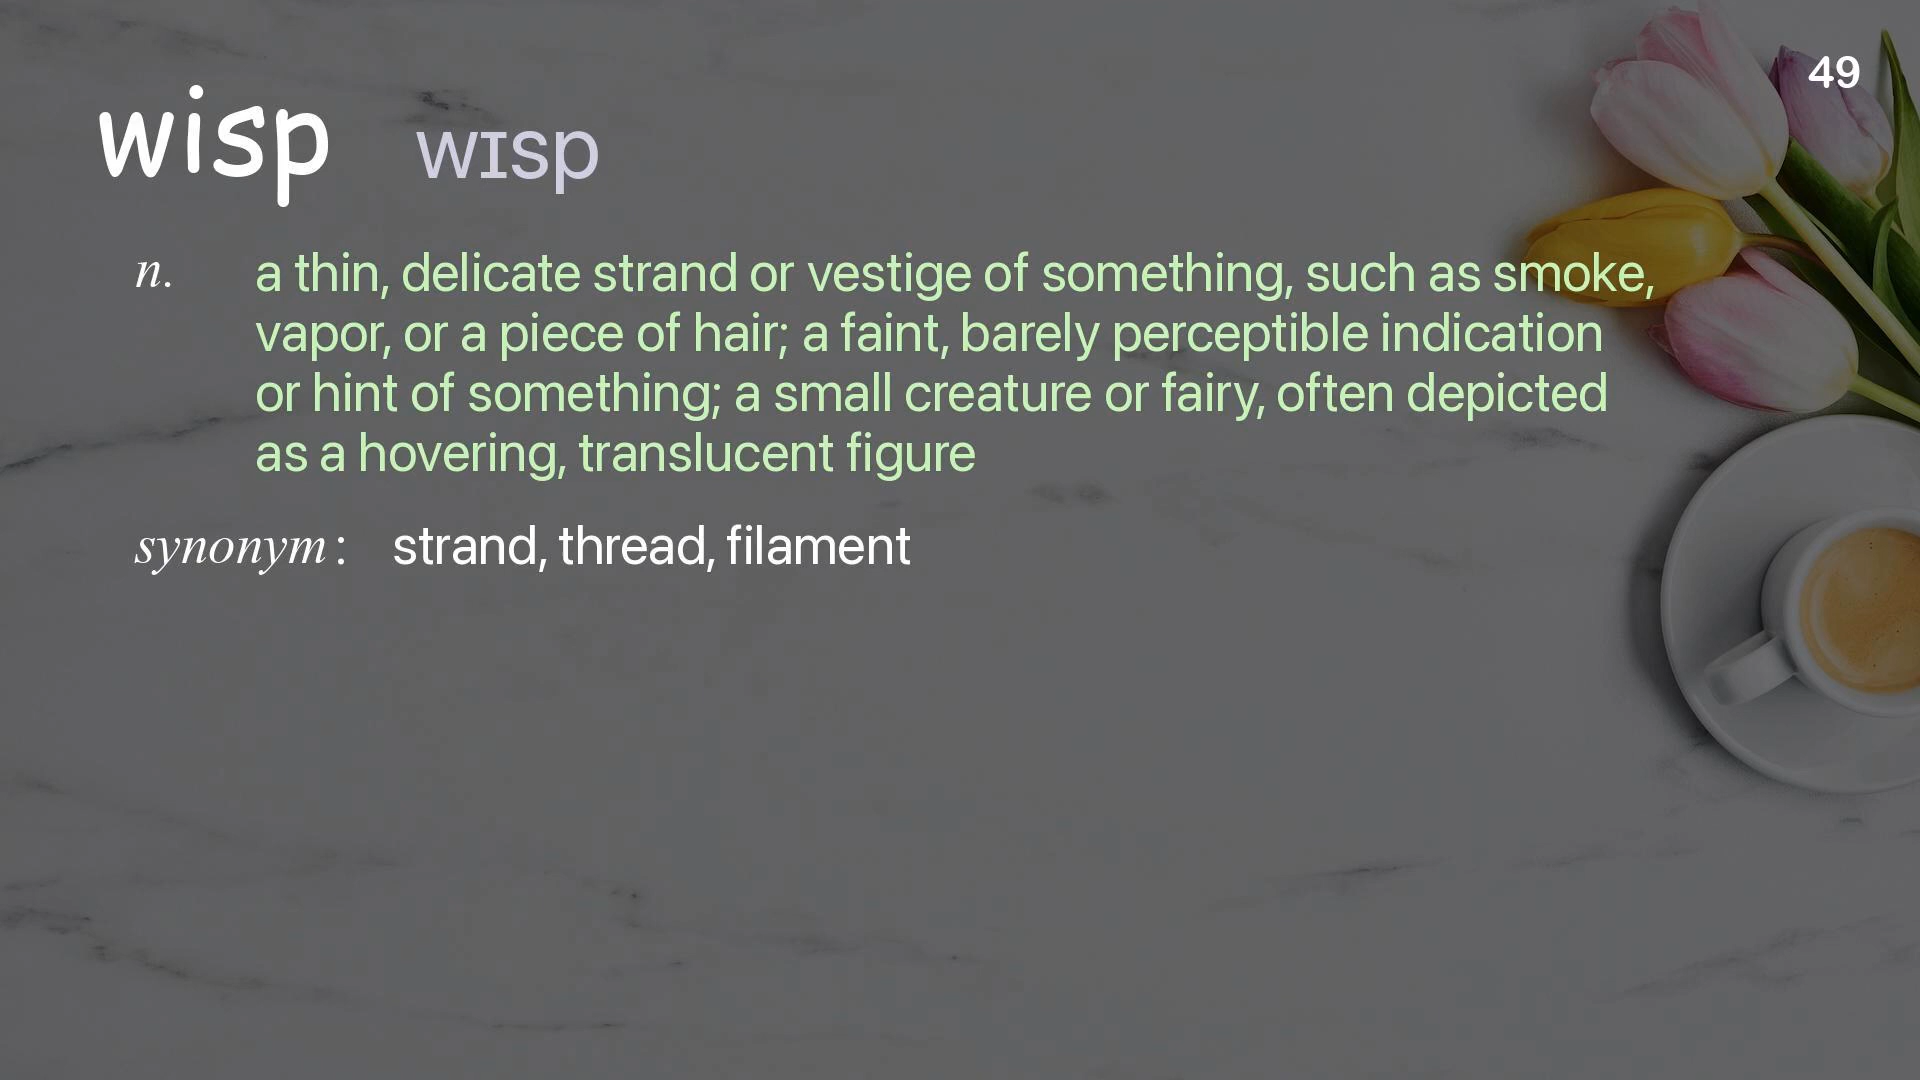 49
wisp wɪsp
n. a thin, delicate strand or vestige of something, such as smoke,
vapor, or a piece of hair; a faint, barely perceptible indication
or hint of something; a small creature or fairy, often depicted
as a hovering, translucent figure
synonym: strand, thread, filament